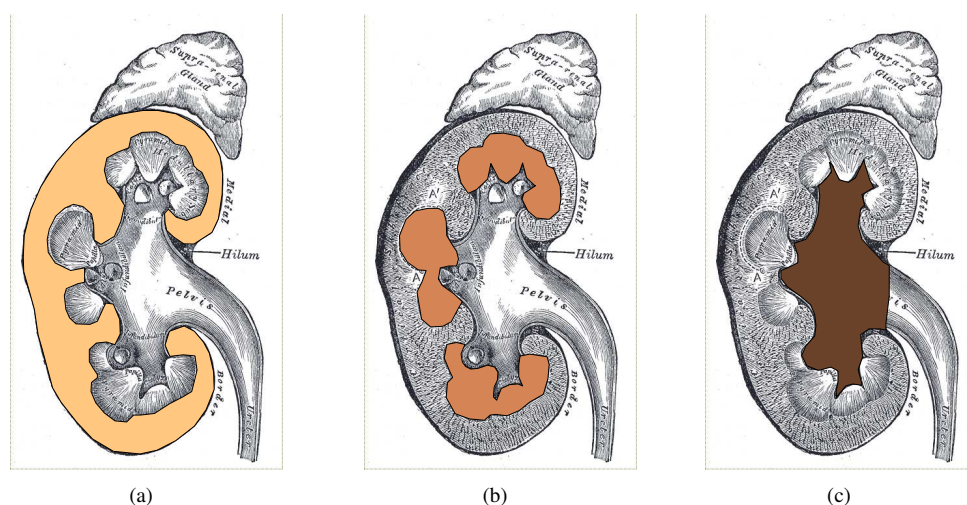 Supra-renal
Gland
Medial
Hilum
Pelvis
Border
Ureter
(a)
Supra-renal
Gland
A'
Medial
A
Hilum
Pelvis
Border
Ureter
(b)
Supra-renal
Gland
A'
Medial
A
Hilum
Border
Ureter
(c)